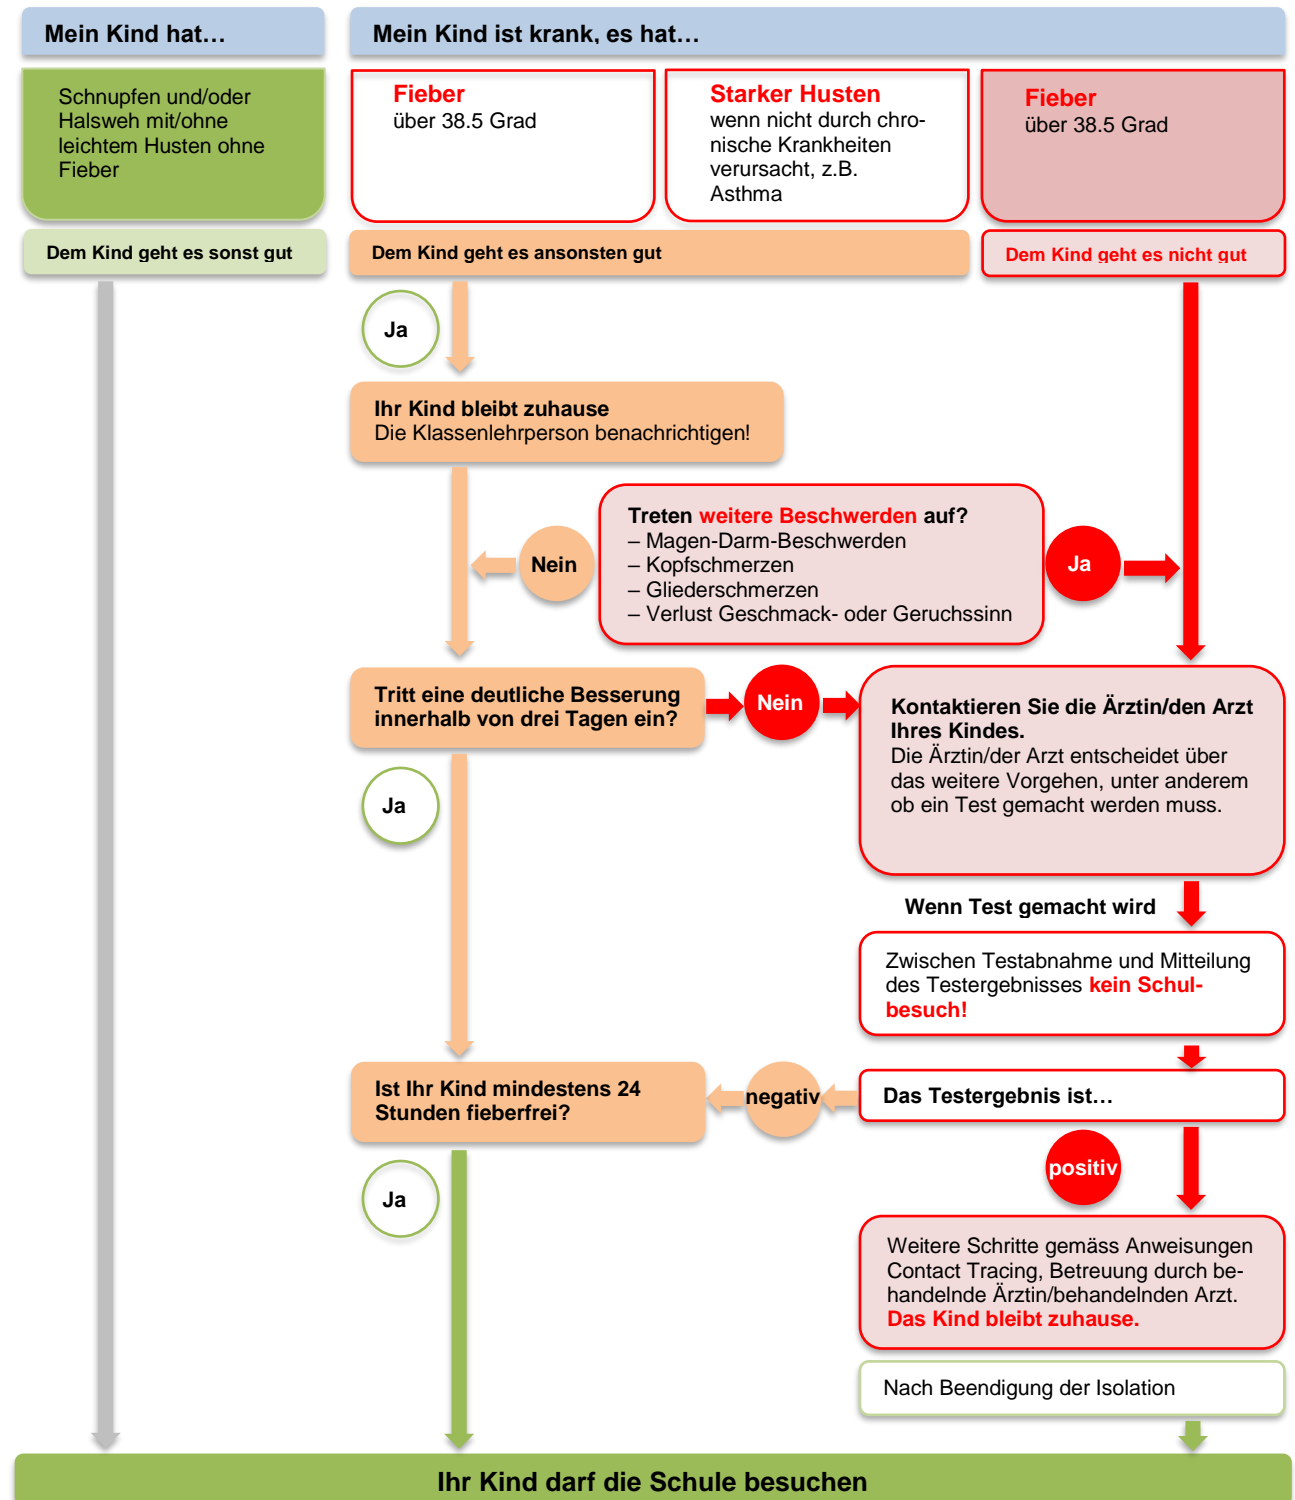 Mein Kind hat…
Mein Kind ist krank, es hat…
Schnupfen und/oder
Halsweh mit/ohne
leichtem Husten ohne
Fieber
Fieber
über 38.5 Grad
Starker Husten
wenn nicht durch chro-
nische Krankheiten
verursacht, z.B.
Asthma
Fieber
über 38.5 Grad
Dem Kind geht es sonst gut
Dem Kind geht es ansonsten gut
Dem Kind geht es nicht gut
Ja
Ihr Kind bleibt zuhause
Die Klassenlehrperson benachrichtigen!
Treten weitere Beschwerden auf?
– Magen-Darm-Beschwerden
– Kopfschmerzen
– Gliederschmerzen
– Verlust Geschmack- oder Geruchssinn
Nein
Ja
Tritt eine deutliche Besserung
innerhalb von drei Tagen ein?
Nein
Kontaktieren Sie die Ärztin/den Arzt
Ihres Kindes.
Die Ärztin/der Arzt entscheidet über
das weitere Vorgehen, unter anderem
ob ein Test gemacht werden muss.
Ja
Wenn Test gemacht wird
Zwischen Testabnahme und Mitteilung
des Testergebnisses kein Schul-
besuch!
Ist Ihr Kind mindestens 24
Stunden fieberfrei?
negativ
Das Testergebnis ist…
positiv
Ja
Weitere Schritte gemäss Anweisungen
Contact Tracing, Betreuung durch be-
handelnde Ärztin/behandelnden Arzt.
Das Kind bleibt zuhause.
Nach Beendigung der Isolation
Ihr Kind darf die Schule besuchen